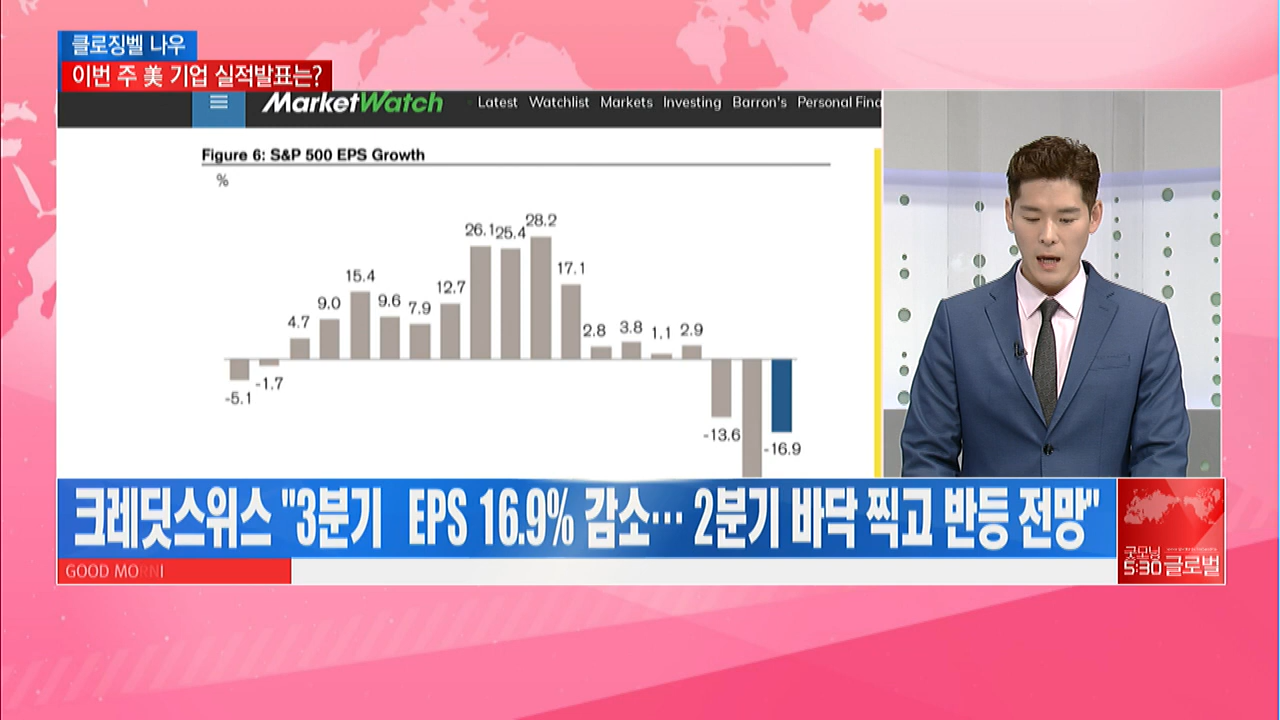 클로징벨 나우
이번 주 美 기업 실적발표는?
MarketWatch
Latest Watchlist Markets Investing Barron's Personal Fina
Figure 6: S&P 500 EPS Growth
%
-5.1
-1.7
4.7
9.0
15.4
9.6
7.9
12.7
26.1
25.4
28.2
17.1
2.8
3.8
1.1
2.9
-13.6
-16.9
크레딧스위스 "3분기 EPS 16.9% 감소… 2분기 바닥 찍고 반등 전망"
GOOD MORNI
굿모닝
5:30 글로벌